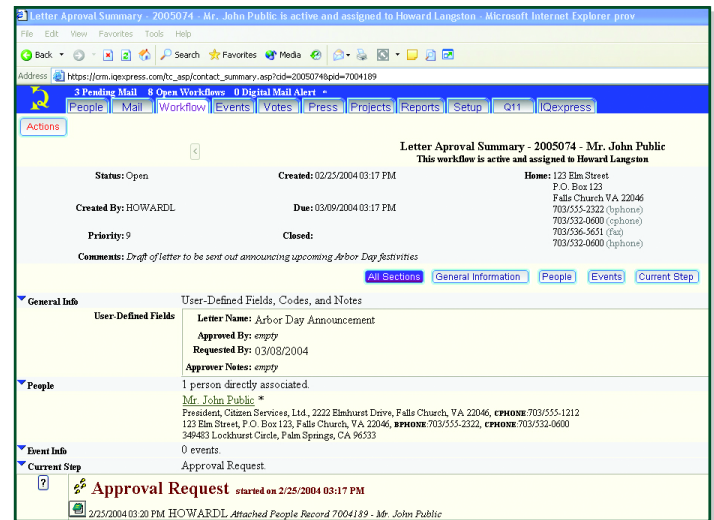 Letter Aproval Summary - 2005074 - Mr. John Public is active and assigned to Howard Langston - Microsoft Internet Explorer prov
File Edit View Favorites Tools Help
Back Search Favorites Media
Address https://crm.iqexpress.com/tc_asp/contact_summary.asp?cid=2005074&pid=7004189
3 Pending Mail 8 Open Workflows 0 Digital Mail Alert
People Mail Workflow Events Votes Press Projects Reports Setup Q11 IQexpress
Actions
<
Letter Aproval Summary - 2005074 - Mr. John Public
This workflow is active and assigned to Howard Langston
Status: Open Created: 02/25/2004 03:17 PM Home: 123 Elm Street
P.O. Box 123
Created By: HOWARDL Due: 03/09/2004 03:17 PM Falls Church VA 22046
703/555-2322 (bphone)
703/532-0600 (cphone)
Priority: 9 Closed: 703/536-5651 (fax)
703/532-0600 (hphone)
Comments: Draft of letter to be sent out announcing upcoming Arbor Day festivities
All Sections General Information People Events Current Step
General Info User-Defined Fields, Codes, and Notes
User-Defined Fields Letter Name: Arbor Day Announcement
Approved By: empty
Requested By: 03/08/2004
Approver Notes: empty
People 1 person directly associated.
Mr. John Public *
President, Citizen Services, Ltd., 2222 Elmhurst Drive, Falls Church, VA 22046, CPHONE:703/555-1212
123 Elm Street, P.O. Box 123, Falls Church, VA 22046, BPHONE:703/555-2322, CPHONE:703/532-0600
349483 Lockhurst Circle, Palm Springs, CA 96533
Event Info 0 events.
Current Step Approval Request.
? Approval Request started on 2/25/2004 03:17 PM
2/25/2004 03:20 PM HOWARDL Attached People Record 7004189 - Mr. John Public